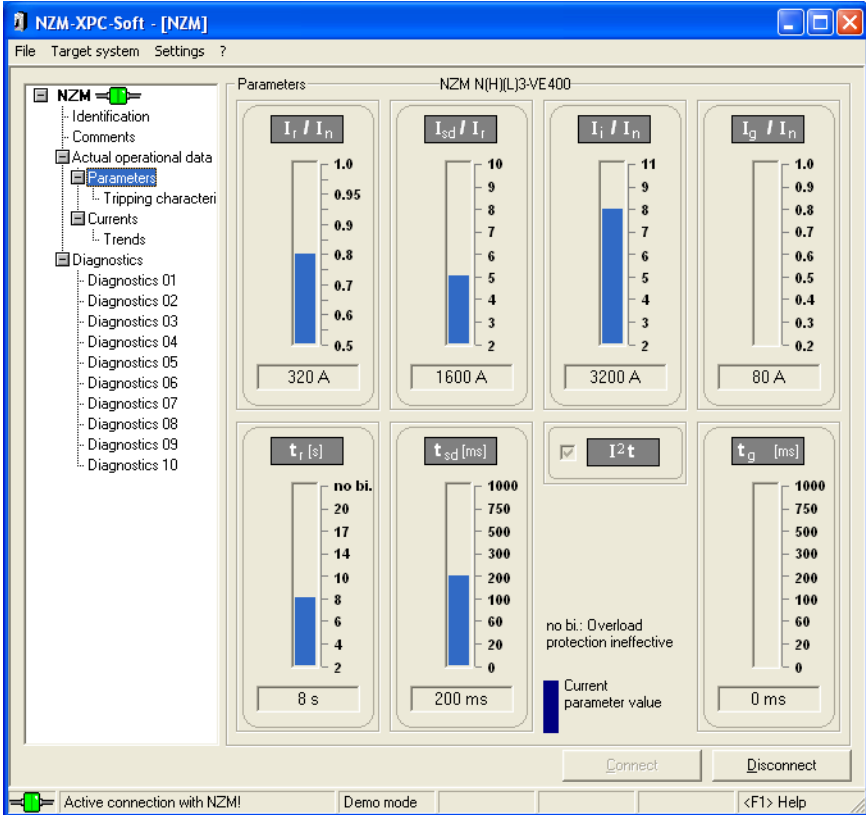 NZM-XPC-Soft - [NZM]
File Target system Settings ?
NZM
Identification
Comments
Actual operational data
Parameters
Tripping characteri
Currents
Trends
Diagnostics
Diagnostics 01
Diagnostics 02
Diagnostics 03
Diagnostics 04
Diagnostics 05
Diagnostics 06
Diagnostics 07
Diagnostics 08
Diagnostics 09
Diagnostics 10
Parameters NZM N(H)(L)3-VE400
Ir / In
1.0
0.95
0.9
0.8
0.7
0.6
0.5
320 A
Isd / Ir
10
9
8
7
6
5
4
3
2
1600 A
Ii / In
11
9
8
7
6
5
4
3
2
3200 A
Ig / In
1.0
0.9
0.8
0.7
0.6
0.5
0.4
0.3
0.2
80 A
tr [s]
no bi.
20
17
14
10
8
6
4
2
8 s
tsd [ms]
1000
750
500
300
200
100
60
20
0
200 ms
I²t
no bi.: Overload
protection ineffective
Current
parameter value
tg [ms]
1000
750
500
300
200
100
60
20
0
0 ms
Connect
Disconnect
Active connection with NZM! Demo mode <F1> Help